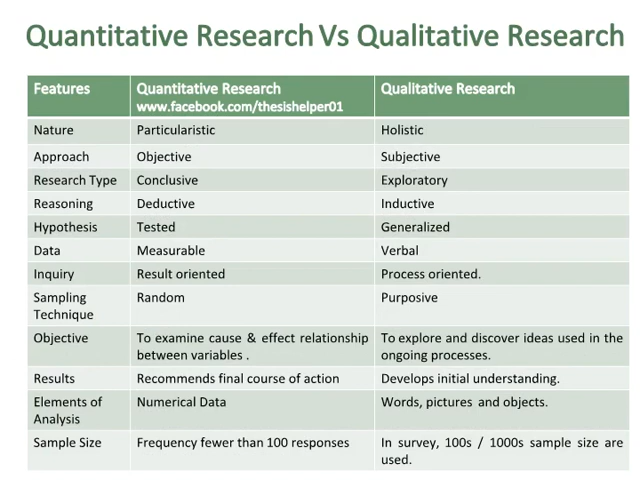 Quantitative Research Vs Qualitative Research
Features Quantitative Research Qualitative Research
www.facebook.com/thesishelper01
Nature Particularistic Holistic
Approach Objective Subjective
Research Type Conclusive Exploratory
Reasoning Deductive Inductive
Hypothesis Tested Generalized
Data Measurable Verbal
Inquiry Result oriented Process oriented.
Sampling Random Purposive
Technique
Objective To examine cause & effect relationship To explore and discover ideas used in the
between variables . ongoing processes.
Results Recommends final course of action Develops initial understanding.
Elements of Numerical Data Words, pictures and objects.
Analysis
Sample Size Frequency fewer than 100 responses In survey, 100s / 1000s sample size are
used.